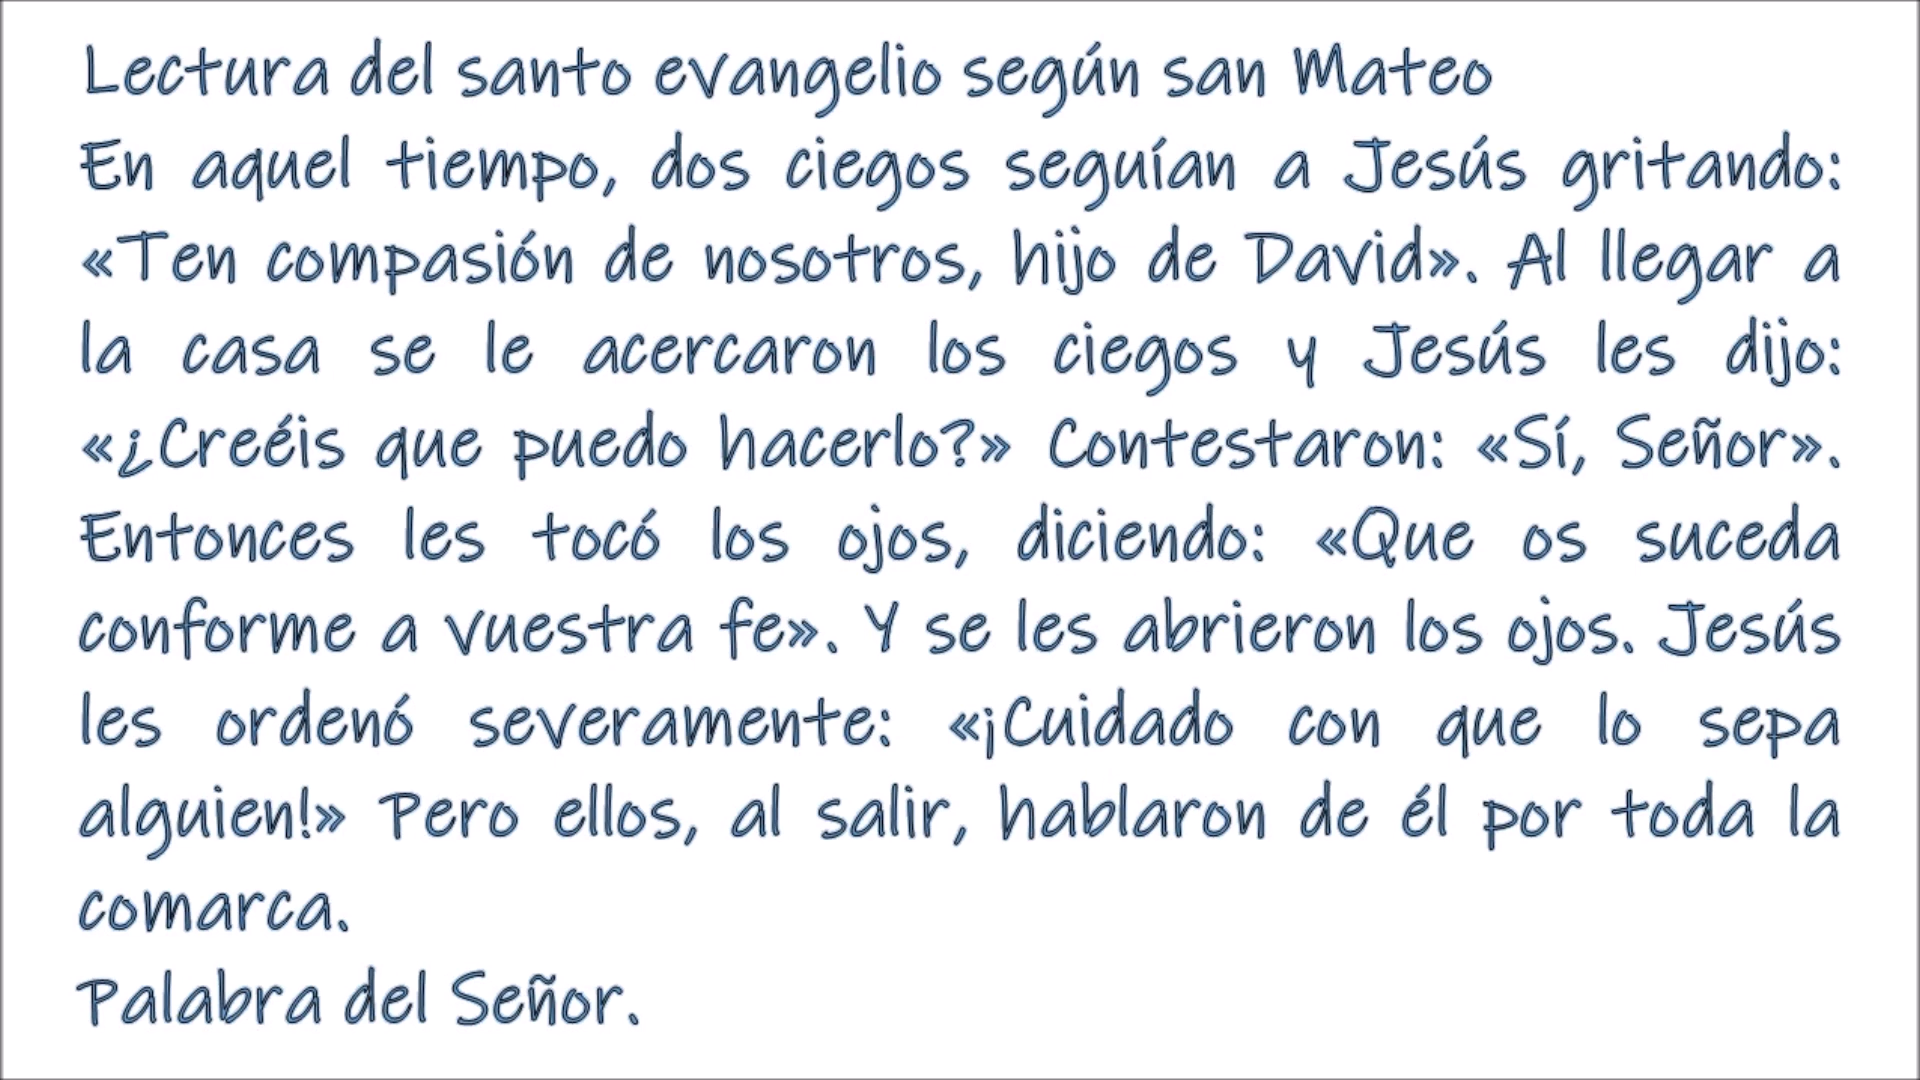 Lectura del santo evangelio según san Mateo
En aquel tiempo, dos ciegos seguían a Jesús gritando:
«Ten compasión de nosotros, hijo de David». Al llegar a
la casa se le acercaron los ciegos y Jesús les dijo:
«¿Creéis que puedo hacerlo?» Contestaron: «Sí, Señor».
Entonces les tocó los ojos, diciendo: «Que os suceda
conforme a vuestra fe». Y se les abrieron los ojos. Jesús
les ordenó severamente: «¡Cuidado con que lo sepa
alguien!» Pero ellos, al salir, hablaron de él por toda la
comarca.
Palabra del Señor.